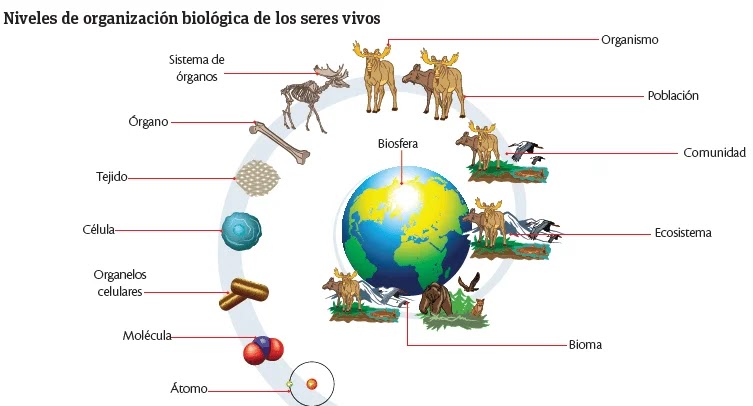 Niveles de organización biológica de los seres vivos
Organismo
Sistema de
órganos
Población
Órgano
Biosfera
Comunidad
Tejido
Célula
Ecosistema
Organelos
celulares
Molécula
Bioma
Átomo